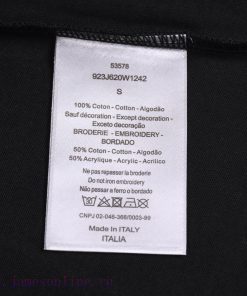 53578
923J620W1242
S
100% Coton - Cotton - Algodão
Sauf décoration - Except decoration -
Exceto decoração
BRODERIE - EMBROIDERY -
BORDADO
50% Coton - Cotton - Algodão
50% Acrylique - Acrylic - Acrílico
Ne pas repasser la broderie
Do not iron embroidery
Não passar a ferro o bordado
CNPJ 02-046-368/0003-99
Made In ITALY
ITALIA